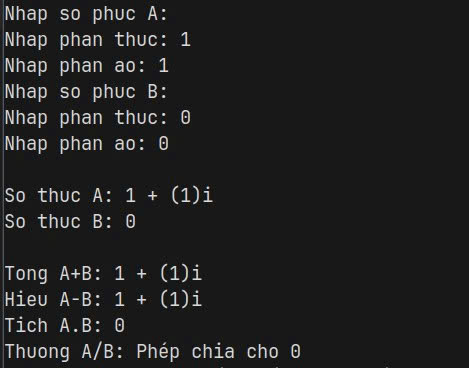 Nhap so phuc A:
Nhap phan thuc: 1
Nhap phan ao: 1
Nhap so phuc B:
Nhap phan thuc: 0
Nhap phan ao: 0
So thuc A: 1 + (1)i
So thuc B: 0
Tong A+B: 1 + (1)i
Hieu A-B: 1 + (1)i
Tich A.B: 0
Thuong A/B: Phép chia cho 0